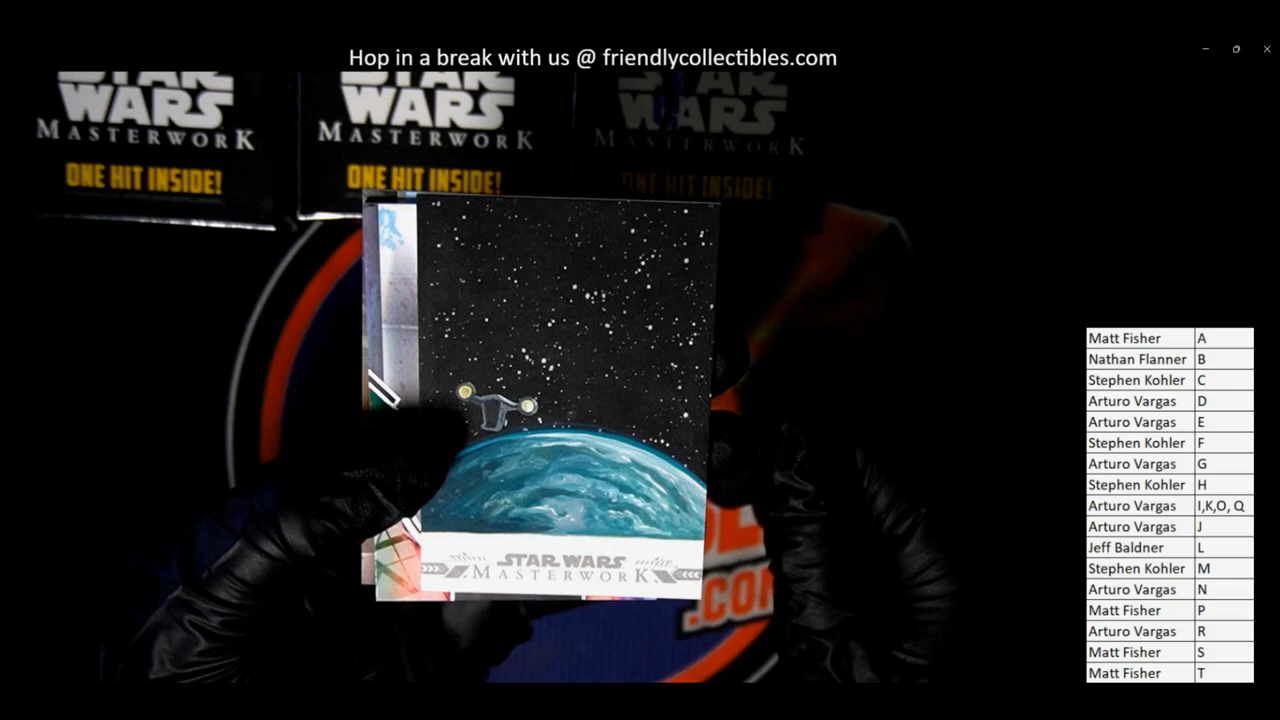 Hop in a break with us @ friendlycollectibles.com
STAR WARS
MASTERWORK
ONE HIT INSIDE!
STAR WARS
MASTERWORK
ONE HIT INSIDE!
STAR WARS
MASTERWORK
ONE HIT INSIDE!
STAR WARS
MASTERWORK
.COM
Matt Fisher A
Nathan Flanner B
Stephen Kohler C
Arturo Vargas D
Arturo Vargas E
Stephen Kohler F
Arturo Vargas G
Stephen Kohler H
Arturo Vargas I,K,O, Q
Arturo Vargas J
Jeff Baldner L
Stephen Kohler M
Arturo Vargas N
Matt Fisher P
Arturo Vargas R
Matt Fisher S
Matt Fisher T